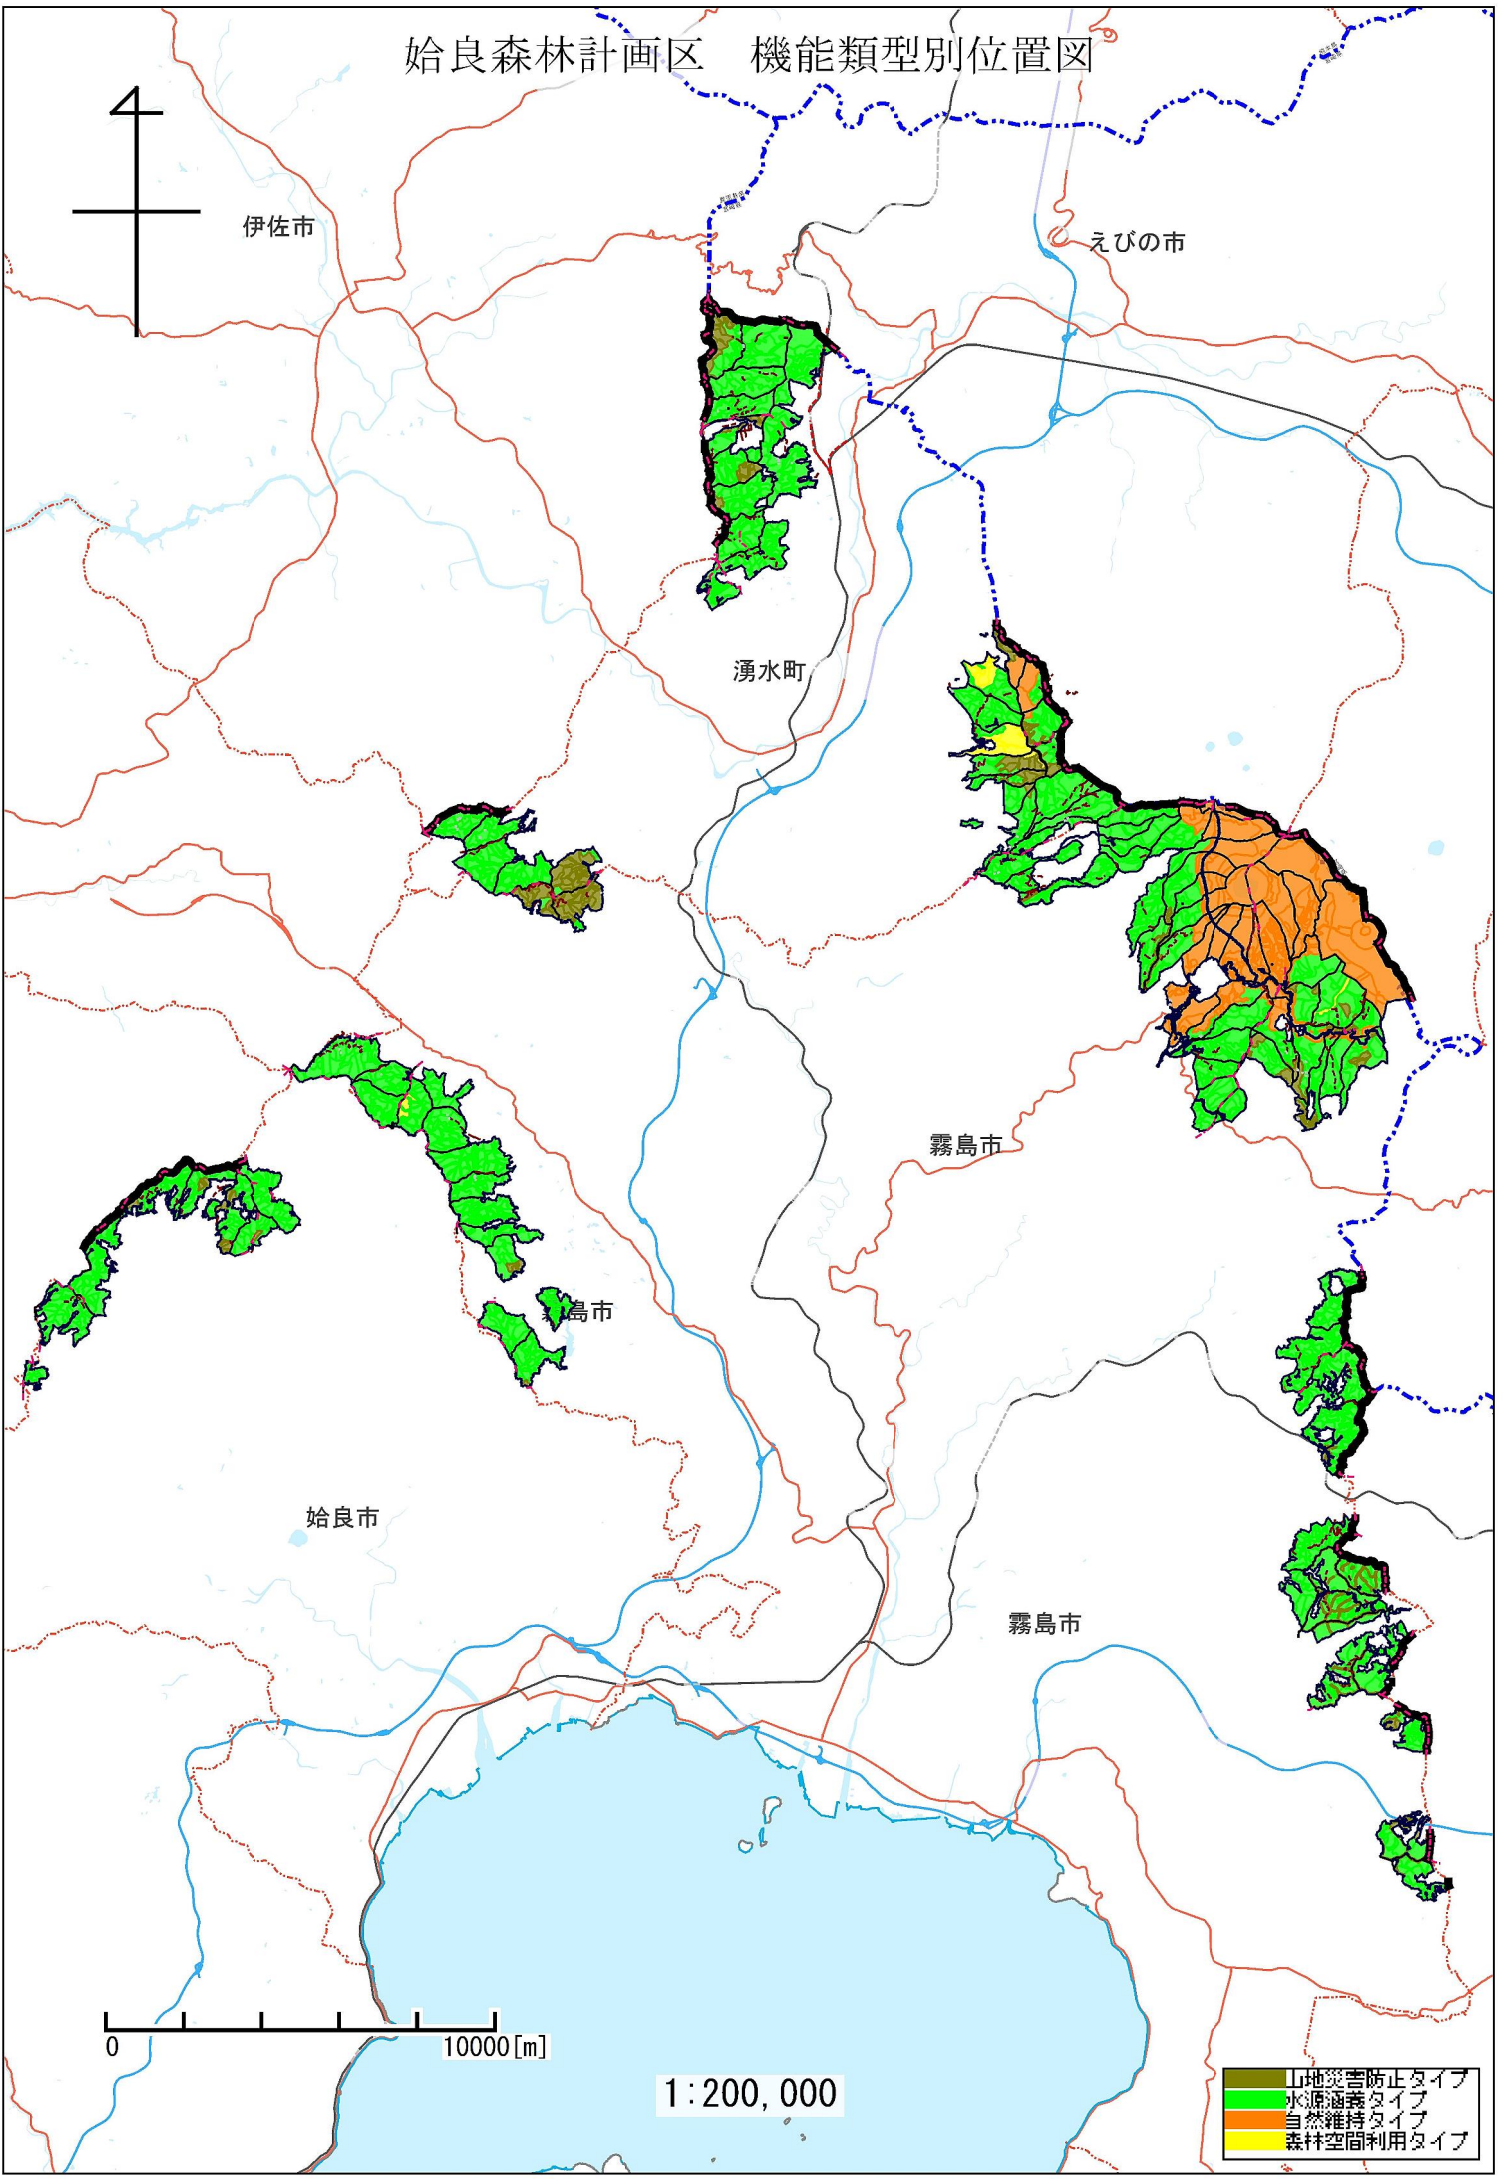 姶良森林計画区　機能類型別位置図
伊佐市
えびの市
湧水町
霧島市
島市
姶良市
霧島市
0
10000[m]
1:200,000
山地災害防止タイプ
水源涵養タイプ
自然維持タイプ
森林空間利用タイプ